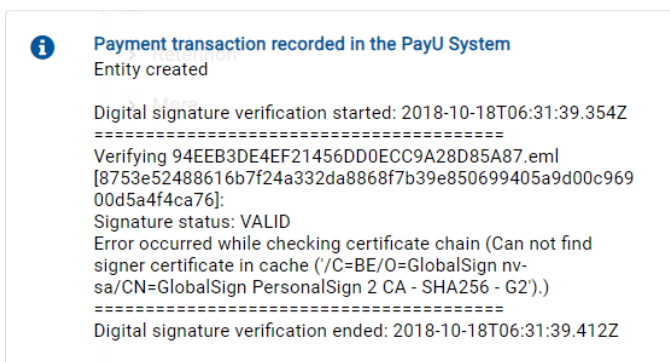 Payment transaction recorded in the PayU System
Retention
Entity created
More
Digital signature verification started: 2018-10-18T06:31:39.354Z
========================================
Verifying 94EEB3DE4EF21456DD0ECC9A28D85A87.eml
[8753e52488616b7f24a332da8868f7b39e850699405a9d00c969
00d5a4f4ca76]:
Signature status: VALID
Error occurred while checking certificate chain (Can not find
signer certificate in cache ('/C=BE/O=GlobalSign nv-
sa/CN=GlobalSign PersonalSign 2 CA - SHA256 - G2').)
========================================
Digital signature verification ended: 2018-10-18T06:31:39.412Z